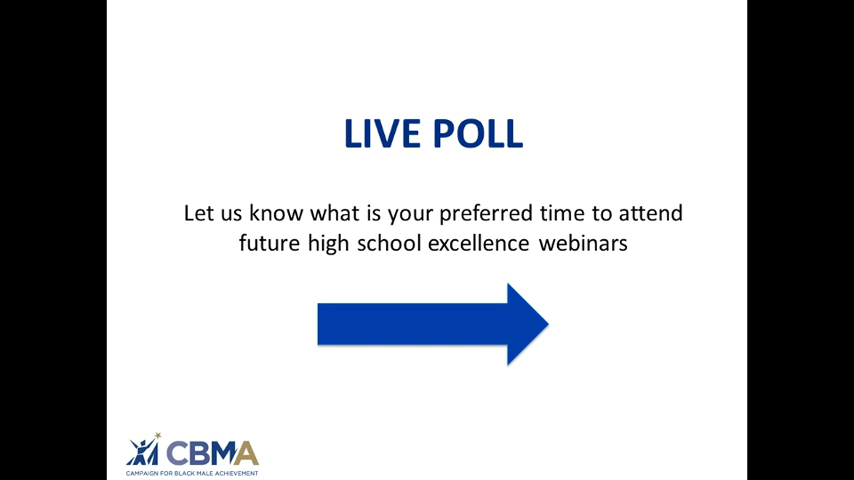 LIVE POLL
Let us know what is your preferred time to attend
future high school excellence webinars
CBMA
CAMPAIGN FOR BLACK MALE ACHIEVEMENT